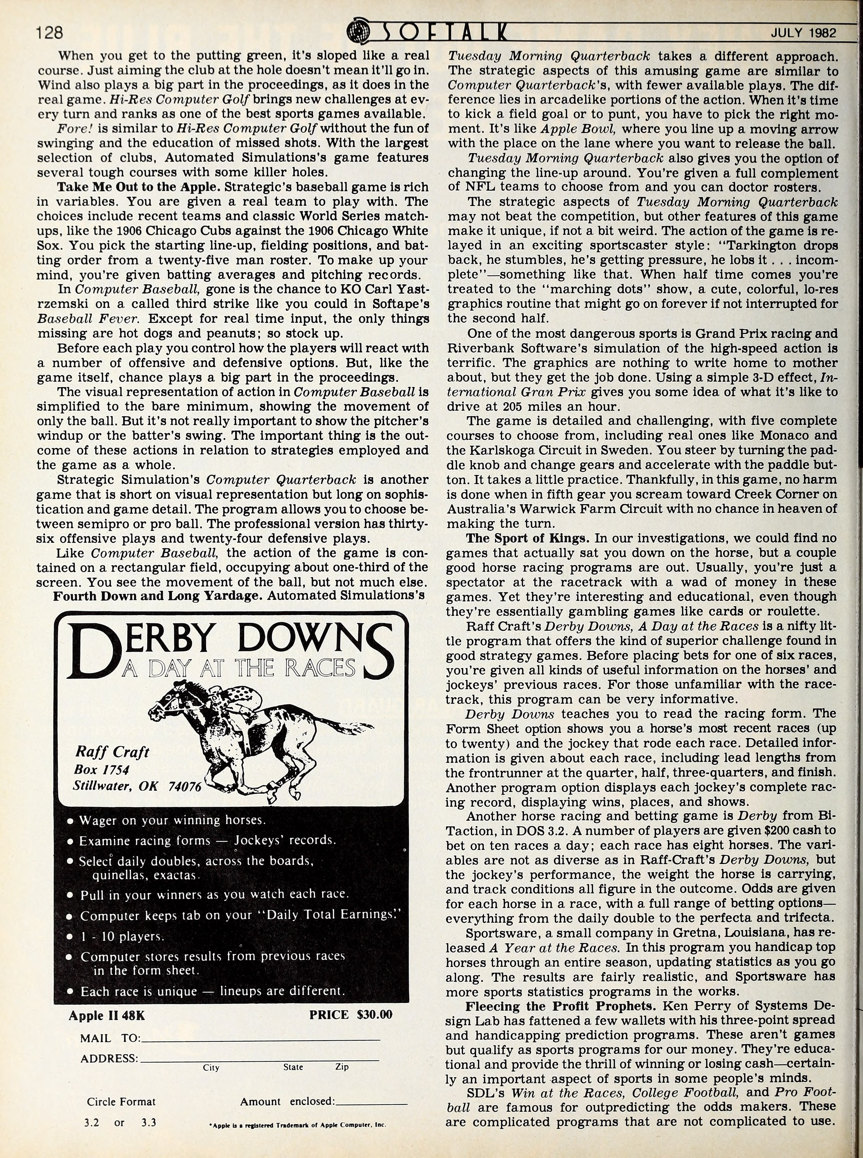 128
SOFTALK
JULY 1982
When you get to the putting green, it's sloped like a real
course. Just aiming the club at the hole doesn't mean it'll go in.
Wind also plays a big part in the proceedings, as it does in the
real game. Hi-Res Computer Golf brings new challenges at ev-
ery turn and ranks as one of the best sports games available.
Fore! is similar to Hi-Res Computer Golf without the fun of
swinging and the education of missed shots. With the largest
selection of clubs, Automated Simulations's game features
several tough courses with some killer holes.
Take Me Out to the Apple. Strategic's baseball game is rich
in variables. You are given a real team to play with. The
choices include recent teams and classic World Series match-
ups, like the 1906 Chicago Cubs against the 1906 Chicago White
Sox. You pick the starting line-up, fielding positions, and bat-
ting order from a twenty-five man roster. To make up your
mind, you're given batting averages and pitching records.
In Computer Baseball, gone is the chance to KO Carl Yast-
rzemski on a called third strike like you could in Softape's
Baseball Fever. Except for real time input, the only things
missing are hot dogs and peanuts; so stock up.
Before each play you control how the players will react with
a number of offensive and defensive options. But, like the
game itself, chance plays a big part in the proceedings.
The visual representation of action in Computer Baseball is
simplified to the bare minimum, showing the movement of
only the ball. But it's not really important to show the pitcher's
windup or the batter's swing. The important thing is the out-
come of these actions in relation to strategies employed and
the game as a whole.
Strategic Simulation's Computer Quarterback is another
game that is short on visual representation but long on sophis-
tication and game detail. The program allows you to choose be-
tween semipro or pro ball. The professional version has thirty-
six offensive plays and twenty-four defensive plays.
Like Computer Baseball, the action of the game is con-
tained on a rectangular field, occupying about one-third of the
screen. You see the movement of the ball, but not much else.
Fourth Down and Long Yardage. Automated Simulations's
DERBY DOWNS
A DAY AT THE RACES
Raff Craft
Box 1754
Stillwater, OK 74076
• Wager on your winning horses.
• Examine racing forms — Jockeys' records.
• Select daily doubles, across the boards,
quinellas, exactas.
• Pull in your winners as you watch each race.
• Computer keeps tab on your "Daily Total Earnings."
• 1 - 10 players.
• Computer stores results from previous races
in the form sheet.
• Each race is unique — lineups are different.
Apple II 48K PRICE $30.00
MAIL TO:
ADDRESS:
City State Zip
Circle Format Amount enclosed:
3.2 or 3.3 *Apple is a registered Trademark of Apple Computer, Inc.
Tuesday Morning Quarterback takes a different approach.
The strategic aspects of this amusing game are similar to
Computer Quarterback's, with fewer available plays. The dif-
ference lies in arcadelike portions of the action. When it's time
to kick a field goal or to punt, you have to pick the right mo-
ment. It's like Apple Bowl, where you line up a moving arrow
with the place on the lane where you want to release the ball.
Tuesday Morning Quarterback also gives you the option of
changing the line-up around. You're given a full complement
of NFL teams to choose from and you can doctor rosters.
The strategic aspects of Tuesday Morning Quarterback
may not beat the competition, but other features of this game
make it unique, if not a bit weird. The action of the game is re-
layed in an exciting sportscaster style: "Tarkington drops
back, he stumbles, he's getting pressure, he lobs it . . . incom-
plete"—something like that. When half time comes you're
treated to the "marching dots" show, a cute, colorful, lo-res
graphics routine that might go on forever if not interrupted for
the second half.
One of the most dangerous sports is Grand Prix racing and
Riverbank Software's simulation of the high-speed action is
terrific. The graphics are nothing to write home to mother
about, but they get the job done. Using a simple 3-D effect, In-
ternational Gran Prix gives you some idea of what it's like to
drive at 205 miles an hour.
The game is detailed and challenging, with five complete
courses to choose from, including real ones like Monaco and
the Karlskoga Circuit in Sweden. You steer by turning the pad-
dle knob and change gears and accelerate with the paddle but-
ton. It takes a little practice. Thankfully, in this game, no harm
is done when in fifth gear you scream toward Creek Corner on
Australia's Warwick Farm Circuit with no chance in heaven of
making the turn.
The Sport of Kings. In our investigations, we could find no
games that actually sat you down on the horse, but a couple
good horse racing programs are out. Usually, you're just a
spectator at the racetrack with a wad of money in these
games. Yet they're interesting and educational, even though
they're essentially gambling games like cards or roulette.
Raff Craft's Derby Downs, A Day at the Races is a nifty lit-
tle program that offers the kind of superior challenge found in
good strategy games. Before placing bets for one of six races,
you're given all kinds of useful information on the horses' and
jockeys' previous races. For those unfamiliar with the race-
track, this program can be very informative.
Derby Downs teaches you to read the racing form. The
Form Sheet option shows you a horse's most recent races (up
to twenty) and the jockey that rode each race. Detailed infor-
mation is given about each race, including lead lengths from
the frontrunner at the quarter, half, three-quarters, and finish.
Another program option displays each jockey's complete rac-
ing record, displaying wins, places, and shows.
Another horse racing and betting game is Derby from Bi-
Taction, in DOS 3.2. A number of players are given $200 cash to
bet on ten races a day; each race has eight horses. The vari-
ables are not as diverse as in Raff-Craft's Derby Downs, but
the jockey's performance, the weight the horse is carrying,
and track conditions all figure in the outcome. Odds are given
for each horse in a race, with a full range of betting options—
everything from the daily double to the perfecta and trifecta.
Sportsware, a small company in Gretna, Louisiana, has re-
leased A Year at the Races. In this program you handicap top
horses through an entire season, updating statistics as you go
along. The results are fairly realistic, and Sportsware has
more sports statistics programs in the works.
Fleecing the Profit Prophets. Ken Perry of Systems De-
sign Lab has fattened a few wallets with his three-point spread
and handicapping prediction programs. These aren't games
but qualify as sports programs for our money. They're educa-
tional and provide the thrill of winning or losing cash—certain-
ly an important aspect of sports in some people's minds.
SDL's Win at the Races, College Football, and Pro Foot-
ball are famous for outpredicting the odds makers. These
are complicated programs that are not complicated to use.